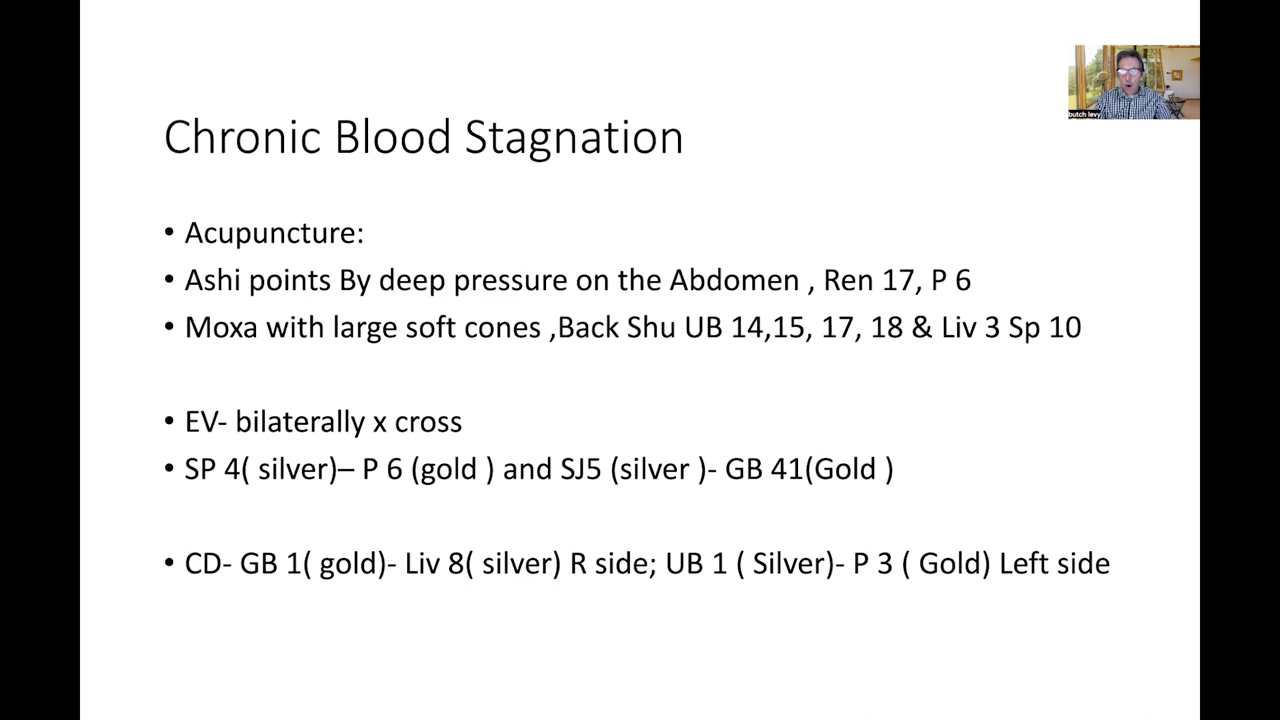 butch levy
Chronic Blood Stagnation
• Acupuncture:
• Ashi points By deep pressure on the Abdomen , Ren 17, P 6
• Moxa with large soft cones ,Back Shu UB 14,15, 17, 18 & Liv 3 Sp 10
• EV- bilaterally x cross
• SP 4( silver)– P 6 (gold ) and SJ5 (silver )- GB 41(Gold )
• CD- GB 1( gold)- Liv 8( silver) R side; UB 1 ( Silver)- P 3 ( Gold) Left side